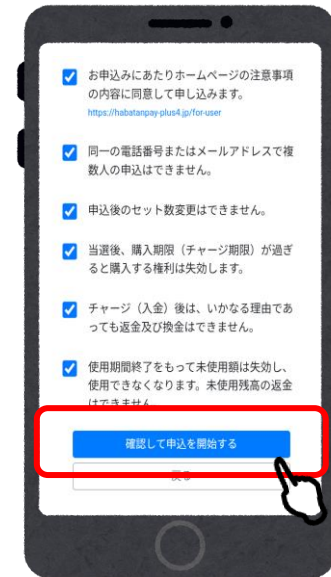 お申込みにあたりホームページの注意事項
の内容に同意して申し込みます。
https://habatanpay-plus4.jp/for-user
同一の電話番号またはメールアドレスで複
数人の申込はできません。
申込後のセット数変更はできません。
当選後、購入期限（チャージ期限）が過ぎ
ると購入する権利は失効します。
チャージ（入金）後は、いかなる理由であ
っても返金及び換金はできません。
使用期間終了をもって未使用額は失効し、
使用できなくなります。未使用残高の返金
はできません
確認して申込を開始する
戻る